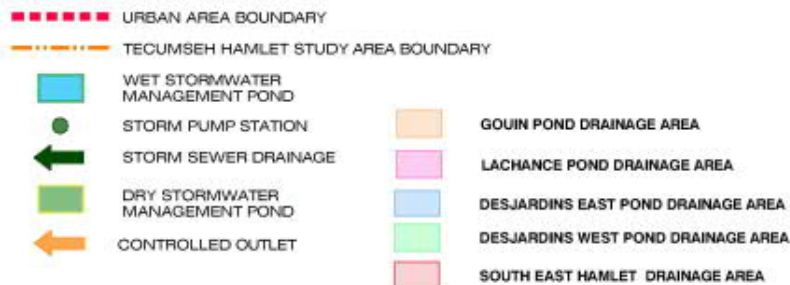 URBAN AREA BOUNDARY
TECUMSEH HAMLET STUDY AREA BOUNDARY
WET STORMWATER
MANAGEMENT POND
STORM PUMP STATION
STORM SEWER DRAINAGE
DRY STORMWATER
MANAGEMENT POND
CONTROLLED OUTLET
GOUIN POND DRAINAGE AREA
LACHANCE POND DRAINAGE AREA
DESJARDINS EAST POND DRAINAGE AREA
DESJARDINS WEST POND DRAINAGE AREA
SOUTH EAST HAMLET DRAINAGE AREA